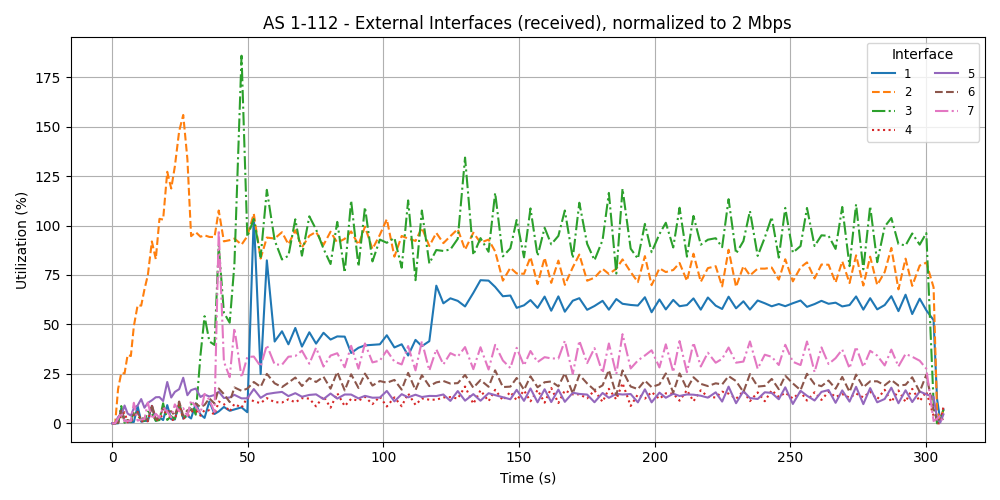 AS 1-112 - External Interfaces (received), normalized to 2 Mbps
Utilization (%)
175
150
125
100
75
50
25
0
0 50 100 150 200 250 300
Time (s)
Interface
1 5
2 6
3 7
4